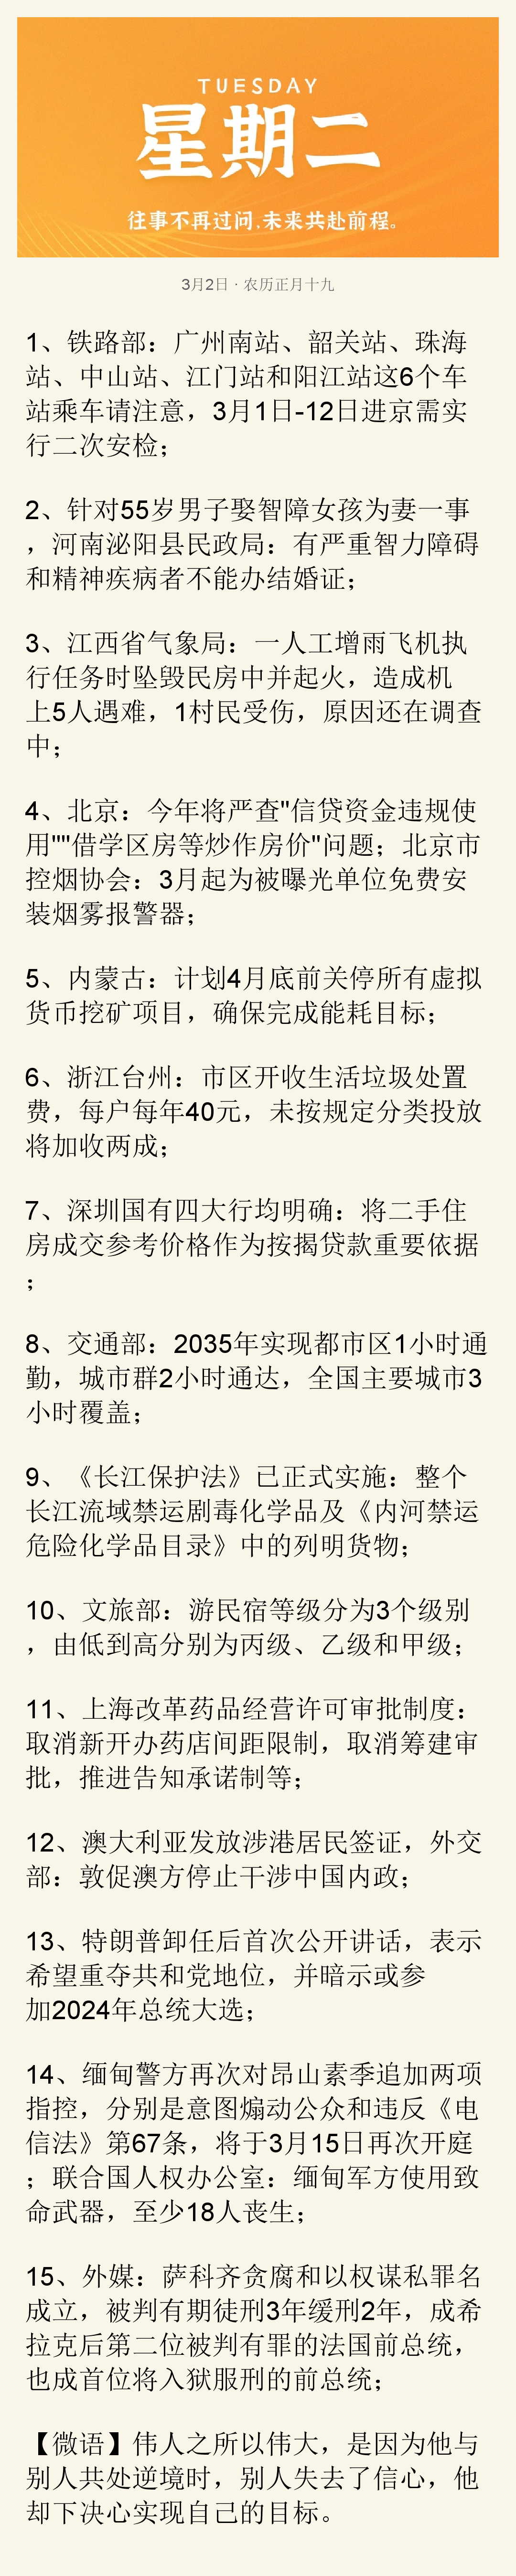 TUESDAY
星期二
往事不再过问,未来共赴前程。
3月2日 · 农历正月十九
1、铁路部：广州南站、韶关站、珠海
站、中山站、江门站和阳江站这6个车
站乘车请注意，3月1日-12日进京需实
行二次安检；
2、针对55岁男子娶智障女孩为妻一事
，河南泌阳县民政局：有严重智力障碍
和精神疾病者不能办结婚证；
3、江西省气象局：一人工增雨飞机执
行任务时坠毁民房中并起火，造成机
上5人遇难，1村民受伤，原因还在调查
中；
4、北京：今年将严查"信贷资金违规使
用""借学区房等炒作房价"问题；北京市
控烟协会：3月起为被曝光单位免费安
装烟雾报警器；
5、内蒙古：计划4月底前关停所有虚拟
货币挖矿项目，确保完成能耗目标；
6、浙江台州：市区开收生活垃圾处置
费，每户每年40元，未按规定分类投放
将加收两成；
7、深圳国有四大行均明确：将二手住
房成交参考价格作为按揭贷款重要依据
；
8、交通部：2035年实现都市区1小时通
勤，城市群2小时通达，全国主要城市3
小时覆盖；
9、《长江保护法》已正式实施：整个
长江流域禁运剧毒化学品及《内河禁运
危险化学品目录》中的列明货物；
10、文旅部：游民宿等级分为3个级别
，由低到高分别为丙级、乙级和甲级；
11、上海改革药品经营许可审批制度：
取消新开办药店间距限制，取消筹建审
批，推进告知承诺制等；
12、澳大利亚发放涉港居民签证，外交
部：敦促澳方停止干涉中国内政；
13、特朗普卸任后首次公开讲话，表示
希望重夺共和党地位，并暗示或参
加2024年总统大选；
14、缅甸警方再次对昂山素季追加两项
指控，分别是意图煽动公众和违反《电
信法》第67条，将于3月15日再次开庭
；联合国人权办公室：缅甸军方使用致
命武器，至少18人丧生；
15、外媒：萨科齐贪腐和以权谋私罪名
成立，被判有期徒刑3年缓刑2年，成希
拉克后第二位被判有罪的法国前总统，
也成首位将入狱服刑的前总统；
【微语】伟人之所以伟大，是因为他与
别人共处逆境时，别人失去了信心，他
却下决心实现自己的目标。